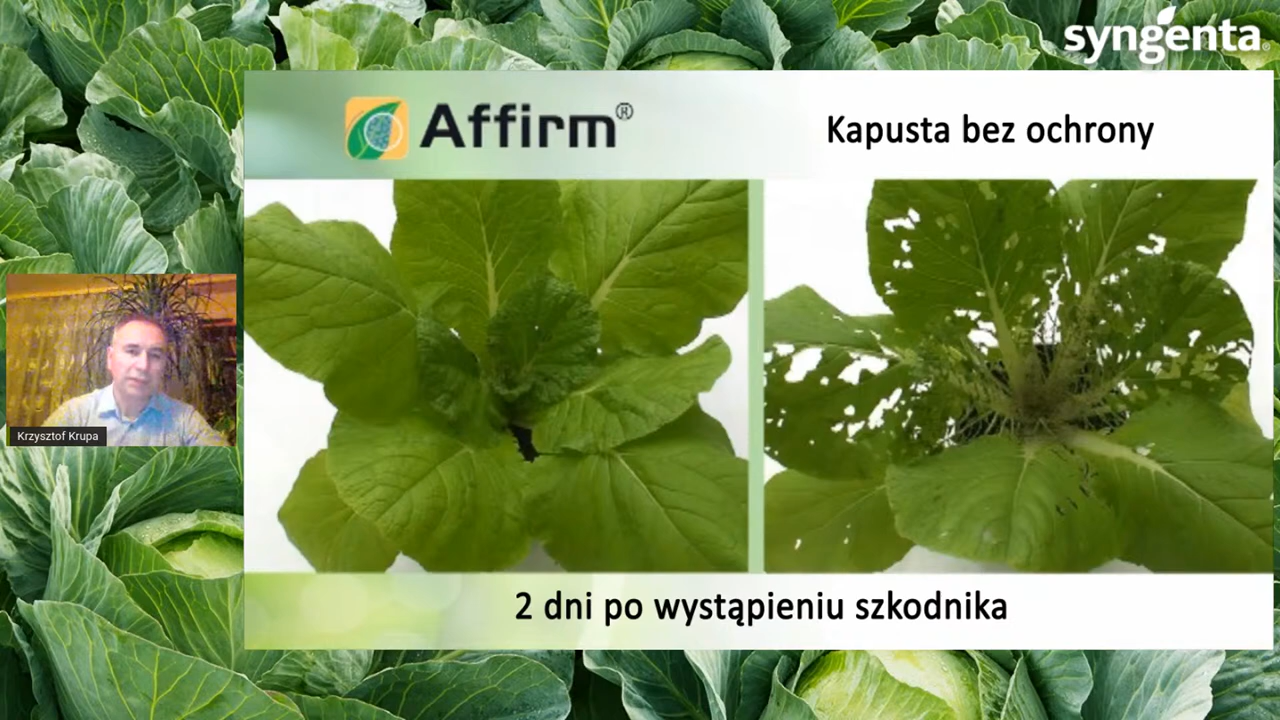 syngenta®
Affirm®
Kapusta bez ochrony
Krzysztof Krupa
2 dni po wystąpieniu szkodnika